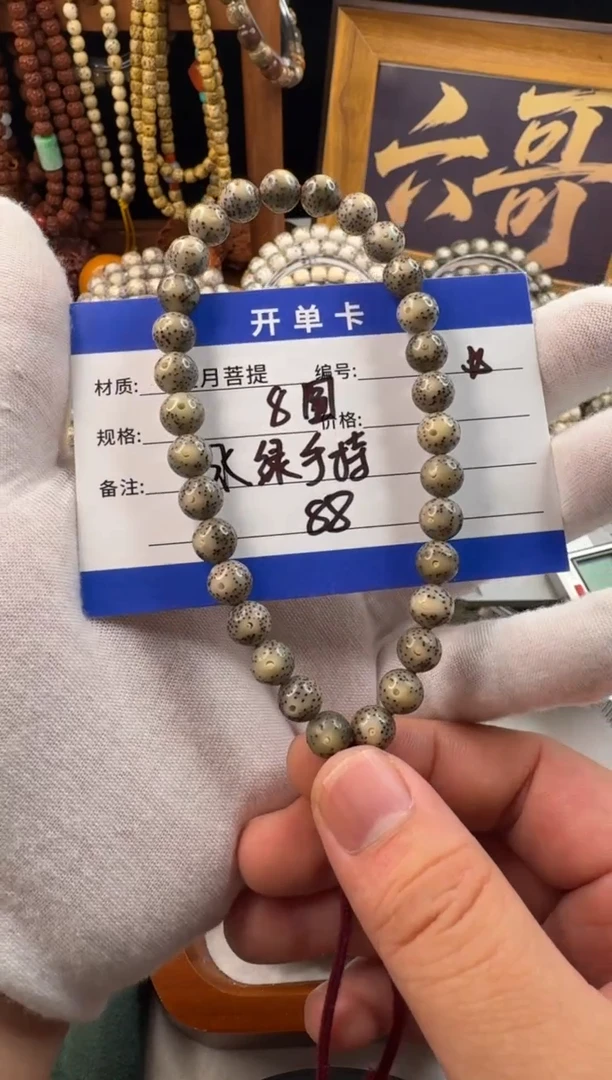 六哥
开单卡
材质: 月菩提 编号:
规格: 8圆 价格:
备注: 冰绿手持
88